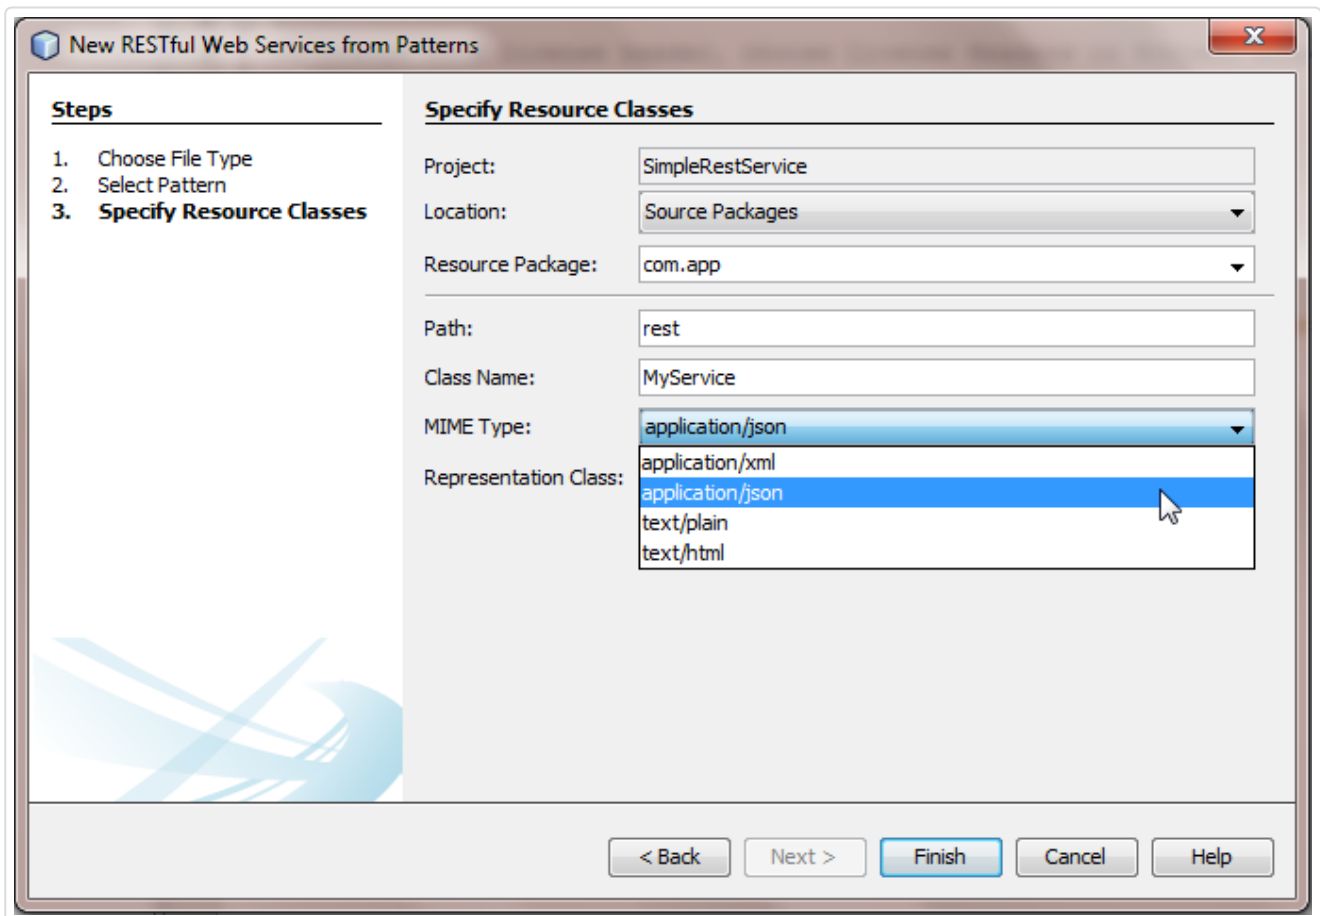 New RESTful Web Services from Patterns
Steps
1. Choose File Type
2. Select Pattern
3. Specify Resource Classes
Specify Resource Classes
Project: SimpleRestService
Location: Source Packages
Resource Package: com.app
Path: rest
Class Name: MyService
MIME Type: application/json
application/xml
Representation Class:
application/json
text/plain
text/html
< Back Next > Finish Cancel Help